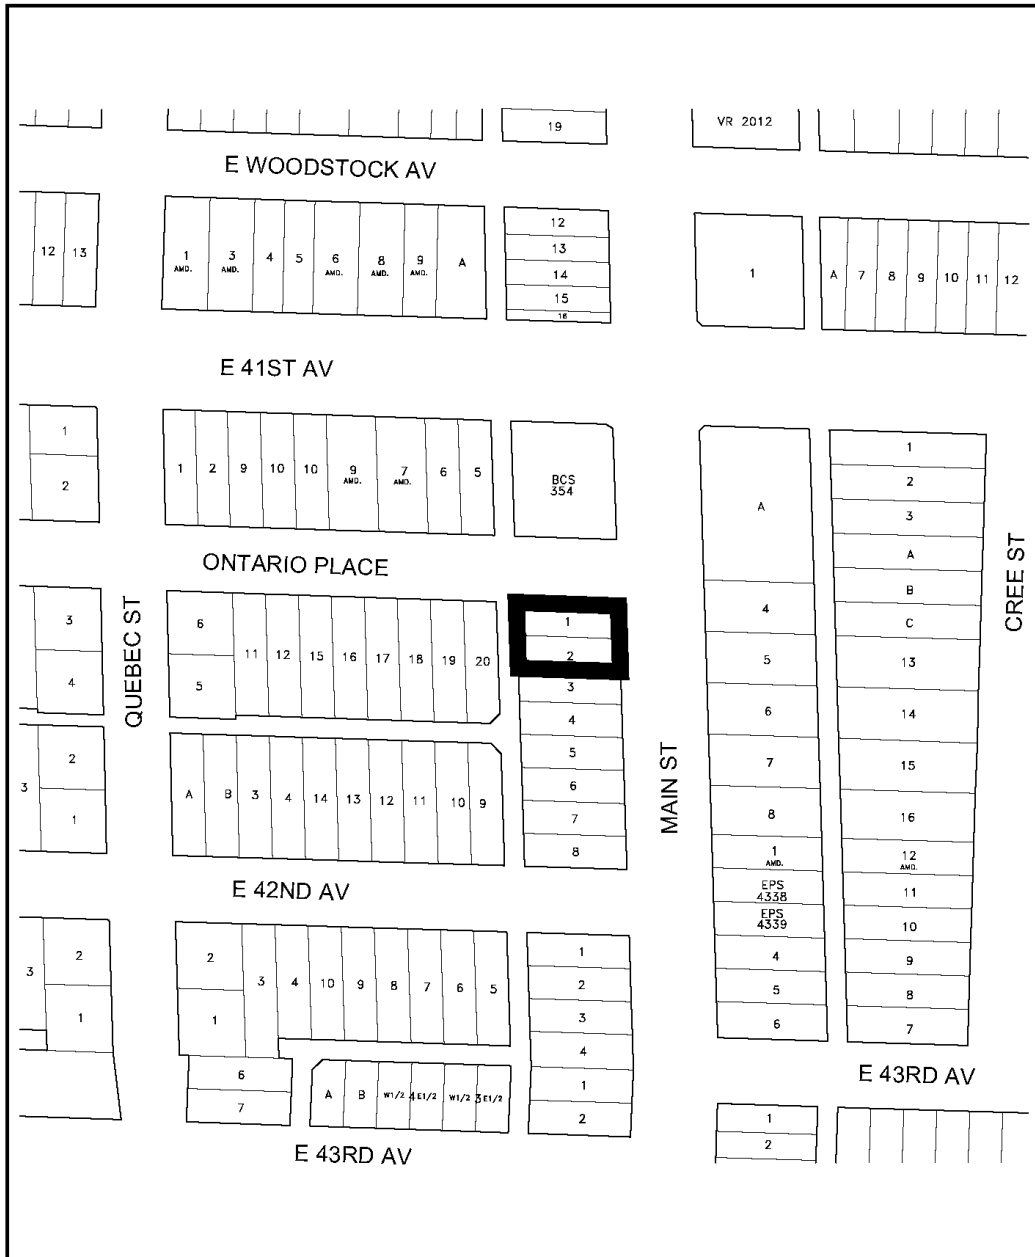 19
VR 2012
E WOODSTOCK AV
12 13
1 AMD. 3 AMD. 4 5 6 AMD. 8 AMD. 9 AMD. A
12
13
14
15
16
1
A 7 8 9 10 11 12
E 41ST AV
1
2
1 2 9 10 10 9 AMD. 7 AMD. 6 5
BCS
354
A
4
5
6
7
8
1
AMD.
EPS
4338
EPS
4339
4
5
6
1
2
3
A
B
C
13
14
15
16
12
AMD.
11
10
9
8
7
CREE ST
ONTARIO PLACE
QUEBEC ST
3
4
6
5
11 12 15 16 17 18 19 20
1
2
3
4
5
6
7
8
MAIN ST
3
2
1
A B 3 4 14 13 12 11 10 9
E 42ND AV
3
2
1
2
1
3 4 10 9 8 7 6 5
6
7
A B W1/2 4 E1/2 W1/2 3 E1/2
1
2
3
4
1
2
E 43RD AV
E 43RD AV
1
2